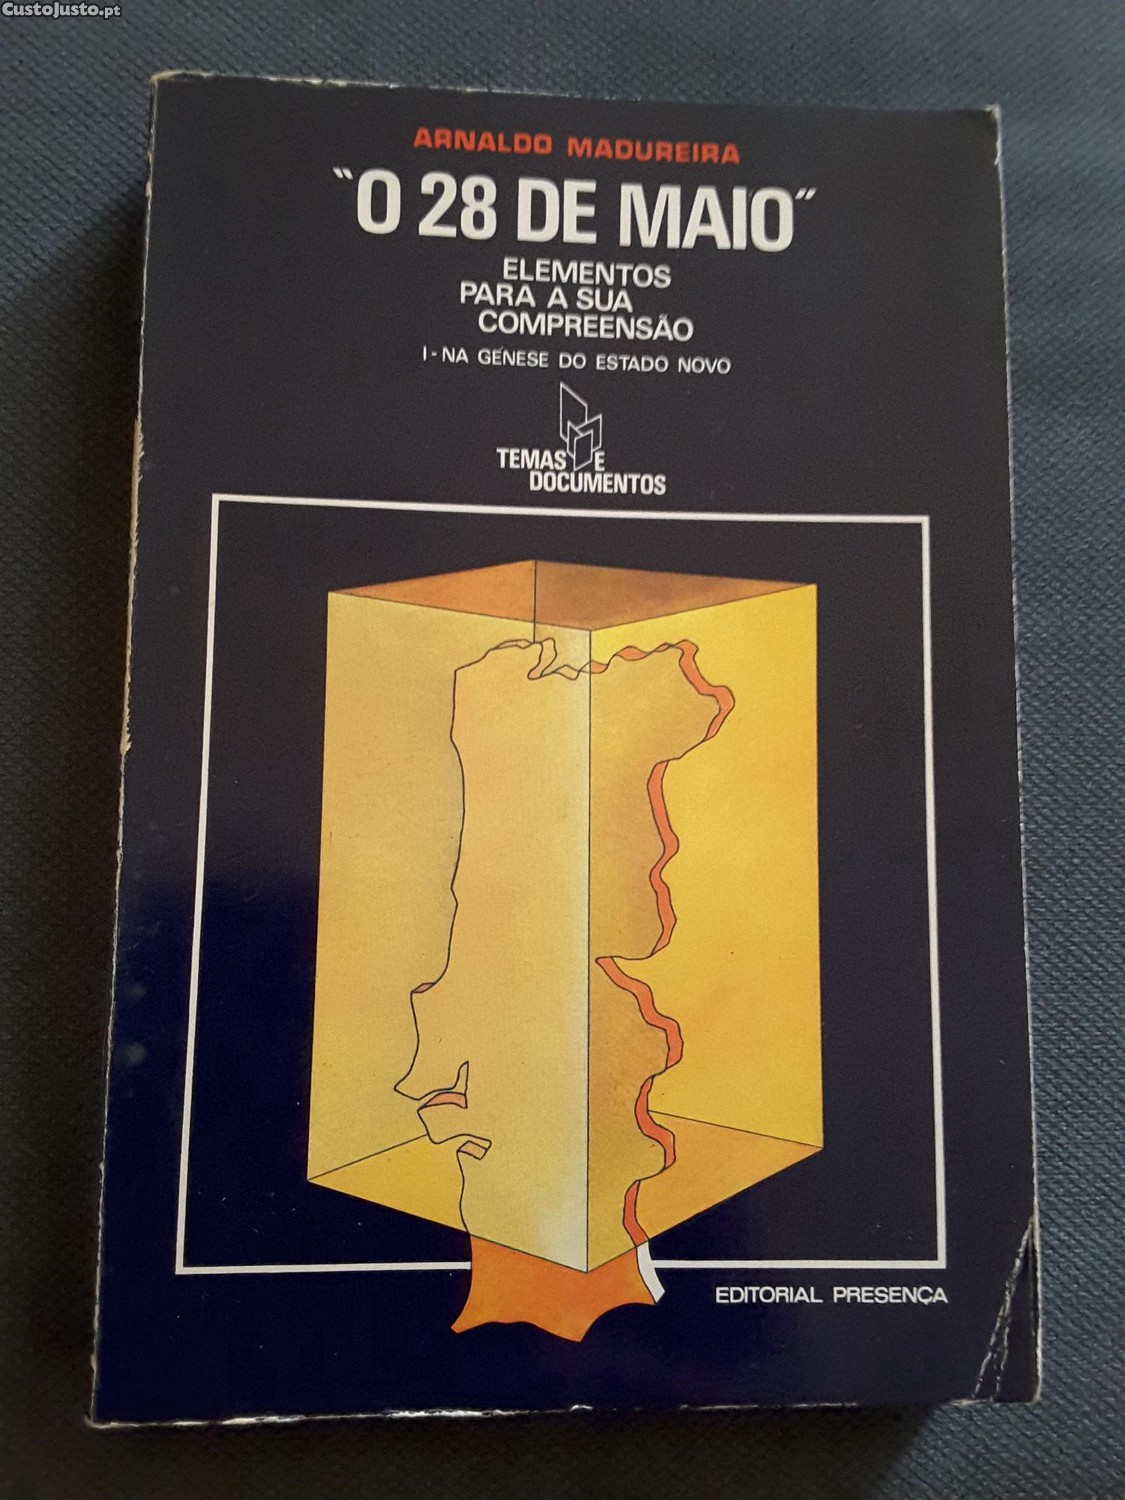 CustoJusto.pt
ARNALDO MADUREIRA
"O 28 DE MAIO"
ELEMENTOS
PARA A SUA
COMPREENSÃO
I - NA GÉNESE DO ESTADO NOVO
TEMAS E
DOCUMENTOS
EDITORIAL PRESENÇA